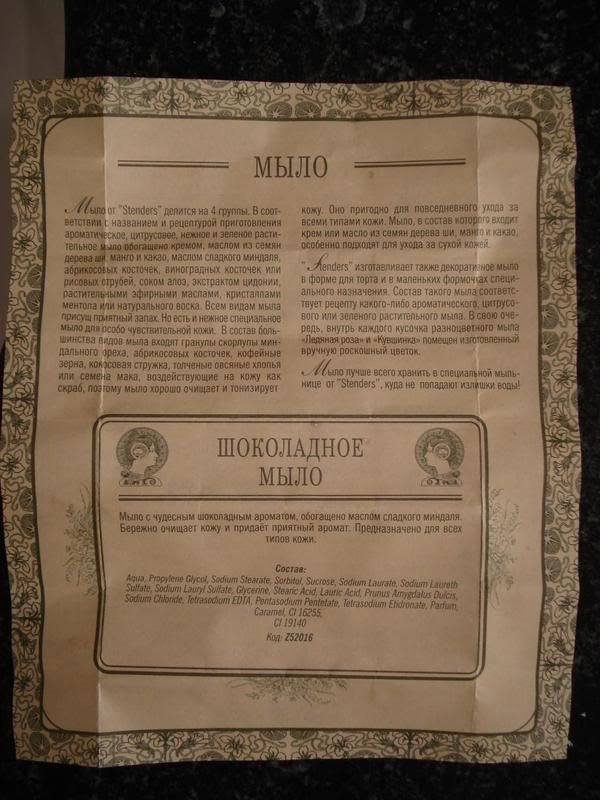 МЫЛО
Мыло от "Stenders" делится на 4 группы. В соот-
ветствии с названием и рецептурой приготовления
ароматическое, цитрусовое, нежное и зеленое расти-
тельное мыло обогащено кремом, маслом из семян
дерева ши, манго и какао, маслом сладкого миндаля,
абрикосовых косточек, виноградных косточек или
рисовых отрубей, соком алоэ, экстрактом цидонии,
растительными эфирными маслами, кристаллами
ментола или натурального воска. Всем видам мыла
присущ приятный запах. Но есть и нежное специальное
мыло для особо чувствительной кожи. В состав боль-
шинства видов мыла входят гранулы скорлупы мин-
дального ореха, абрикосовых косточек, кофейные
зерна, кокосовая стружка, толченые овсяные хлопья
или семена мака, воздействующие на кожу как
скраб, поэтому мыло хорошо очищает и тонизирует
кожу. Оно пригодно для повседневного ухода за
всеми типами кожи. Мыло, в состав которого входит
крем или масло из семян дерева ши, манго и какао,
особенно подходят для ухода за сухой кожей.
"Stenders" изготавливает также декоративное мыло
в форме для торта и в маленьких формочках специ-
ального назначения. Состав такого мыла соответс-
твует рецепту какого-либо ароматического, цитрусо-
вого или зеленого растительного мыла. В свою оче-
редь, внутрь каждого кусочка разноцветного мыла
«Ледяная роза» и «Кувшинка» помещен изготовленный
вручную роскошный цветок.
Мыло лучше всего хранить в специальной мыль-
нице от "Stenders", куда не попадают излишки воды!
ШОКОЛАДНОЕ
МЫЛО
Мыло с чудесным шоколадным ароматом, обогащено маслом сладкого миндаля.
Бережно очищает кожу и придаёт приятный аромат. Предназначено для всех
типов кожи.
Состав:
Aqua, Propylene Glycol, Sodium Stearate, Sorbitol, Sucrose, Sodium Laurate, Sodium Laureth
Sulfate, Sodium Lauryl Sulfate, Glycerine, Stearic Acid, Lauric Acid, Prunus Amygdalus Dulcis,
Sodium Chloride, Tetrasodium EDTA, Pentasodium Pentetate, Tetrasodium Etidronate, Parfum,
Caramel, CI 16255,
CI 19140
Код: ZS2016